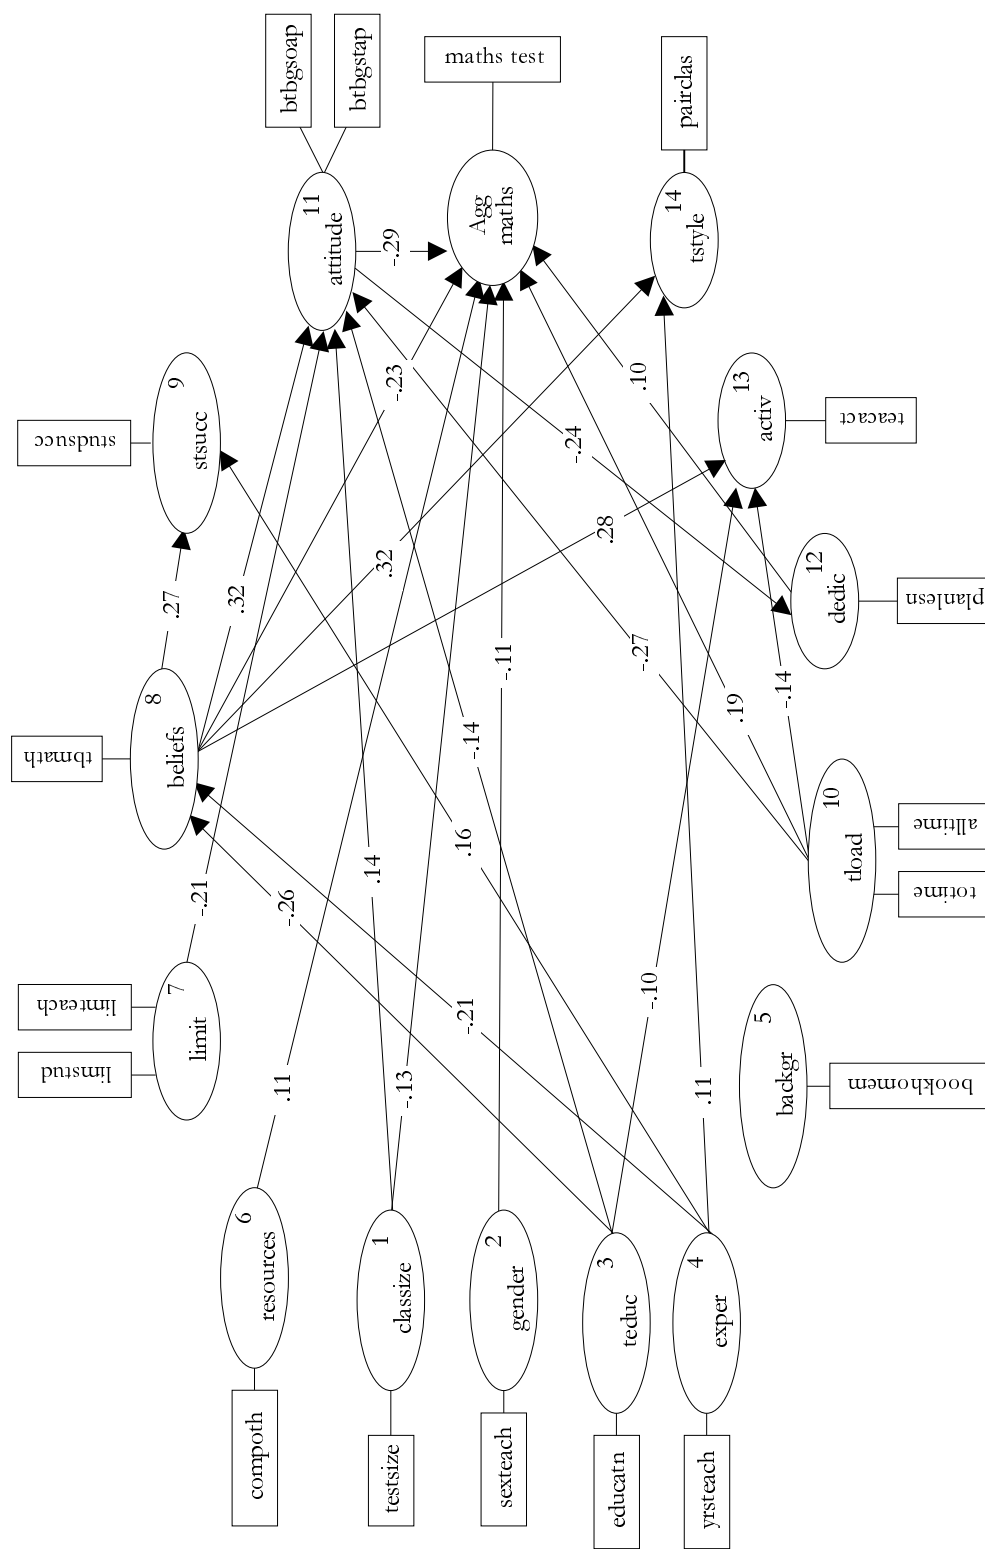 btbgsoap
btbgstap
maths test
pairclas
11
attitude
Agg
maths
14
tstyle
-.29
studsucc
9
stsucc
-.23
.10
13
activ
teacact
-.24
.28
.32
.27
.32
12
dedic
planlesn
tbmath
8
beliefs
-.11
-.27
-.14
.19
-.14
10
tload
alltime
totime
.14
.16
-.21
-.26
limteach
limstud
7
limit
-.10
-.21
.11
-.13
.11
5
backgr
bookhomem
6
resources
1
classize
2
gender
3
teduc
4
exper
compoth
testsize
sexteach
educatn
yrsteach